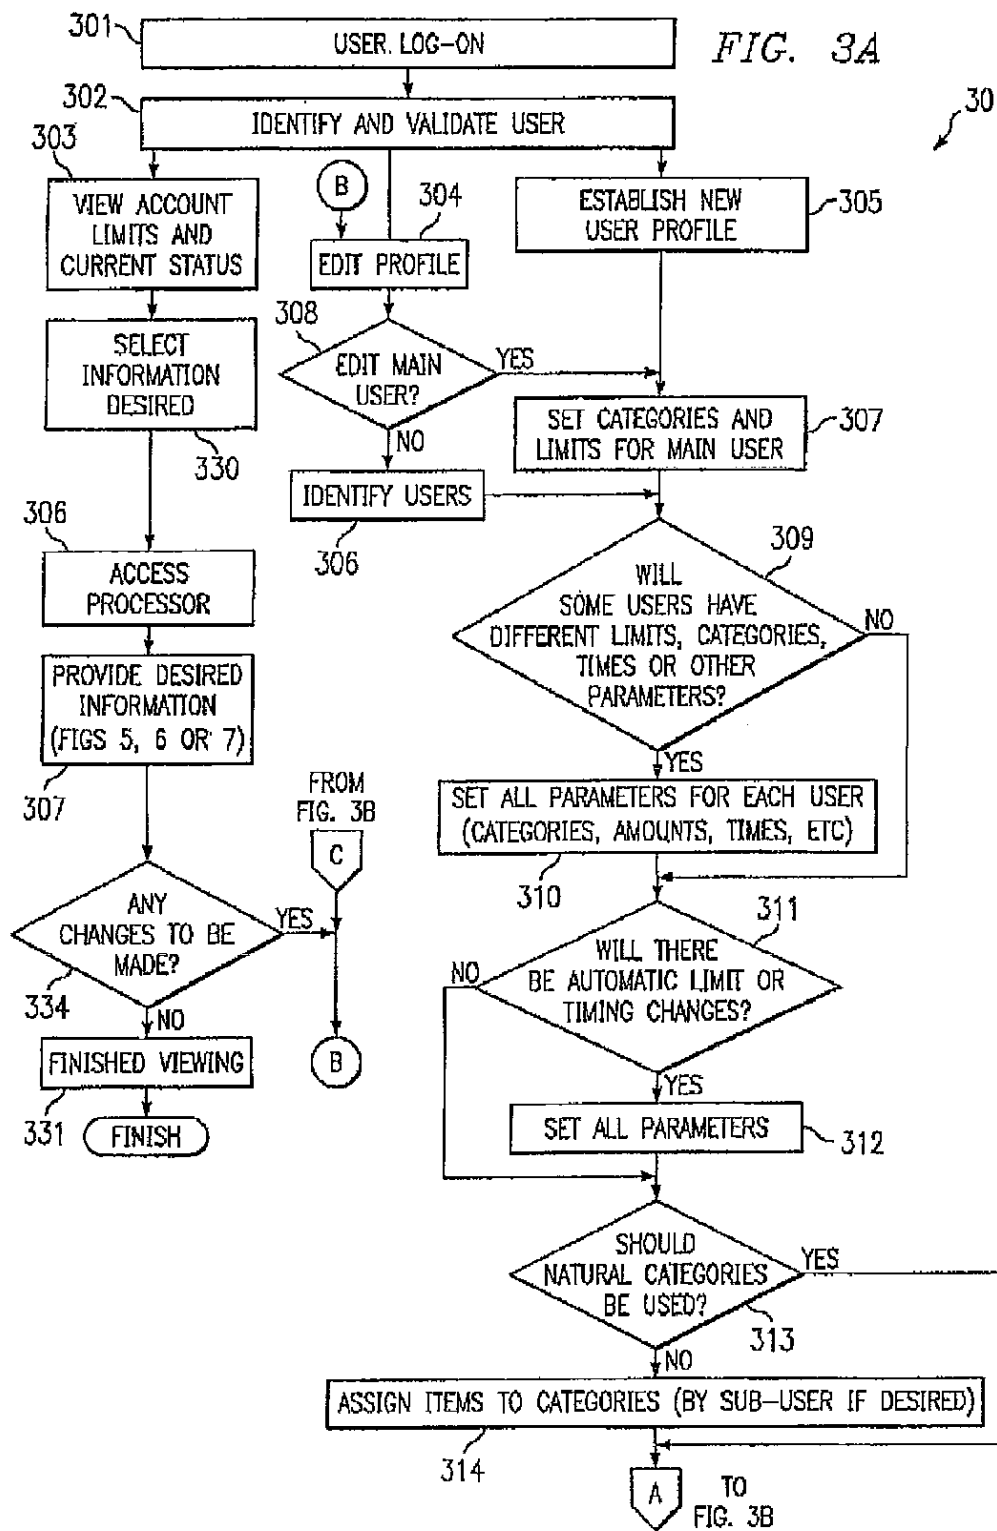 301
USER LOG-ON
FIG. 3A
302
IDENTIFY AND VALIDATE USER
30
303
VIEW ACCOUNT
LIMITS AND
CURRENT STATUS
B
304
EDIT PROFILE
ESTABLISH NEW
USER PROFILE
305
308
EDIT MAIN
USER?
YES
NO
SELECT
INFORMATION
DESIRED
330
SET CATEGORIES AND
LIMITS FOR MAIN USER
307
IDENTIFY USERS
306
306
ACCESS
PROCESSOR
309
WILL
SOME USERS HAVE
DIFFERENT LIMITS, CATEGORIES,
TIMES OR OTHER
PARAMETERS?
NO
YES
PROVIDE DESIRED
INFORMATION
(FIGS 5, 6 OR 7)
307
FROM
FIG. 3B
C
SET ALL PARAMETERS FOR EACH USER
(CATEGORIES, AMOUNTS, TIMES, ETC)
310
ANY
CHANGES TO BE
MADE?
YES
334
NO
311
WILL THERE
BE AUTOMATIC LIMIT OR
TIMING CHANGES?
NO
YES
FINISHED VIEWING
331
B
FINISH
SET ALL PARAMETERS
312
SHOULD
NATURAL CATEGORIES
BE USED?
YES
313
NO
ASSIGN ITEMS TO CATEGORIES (BY SUB-USER IF DESIRED)
314
A
TO
FIG. 3B